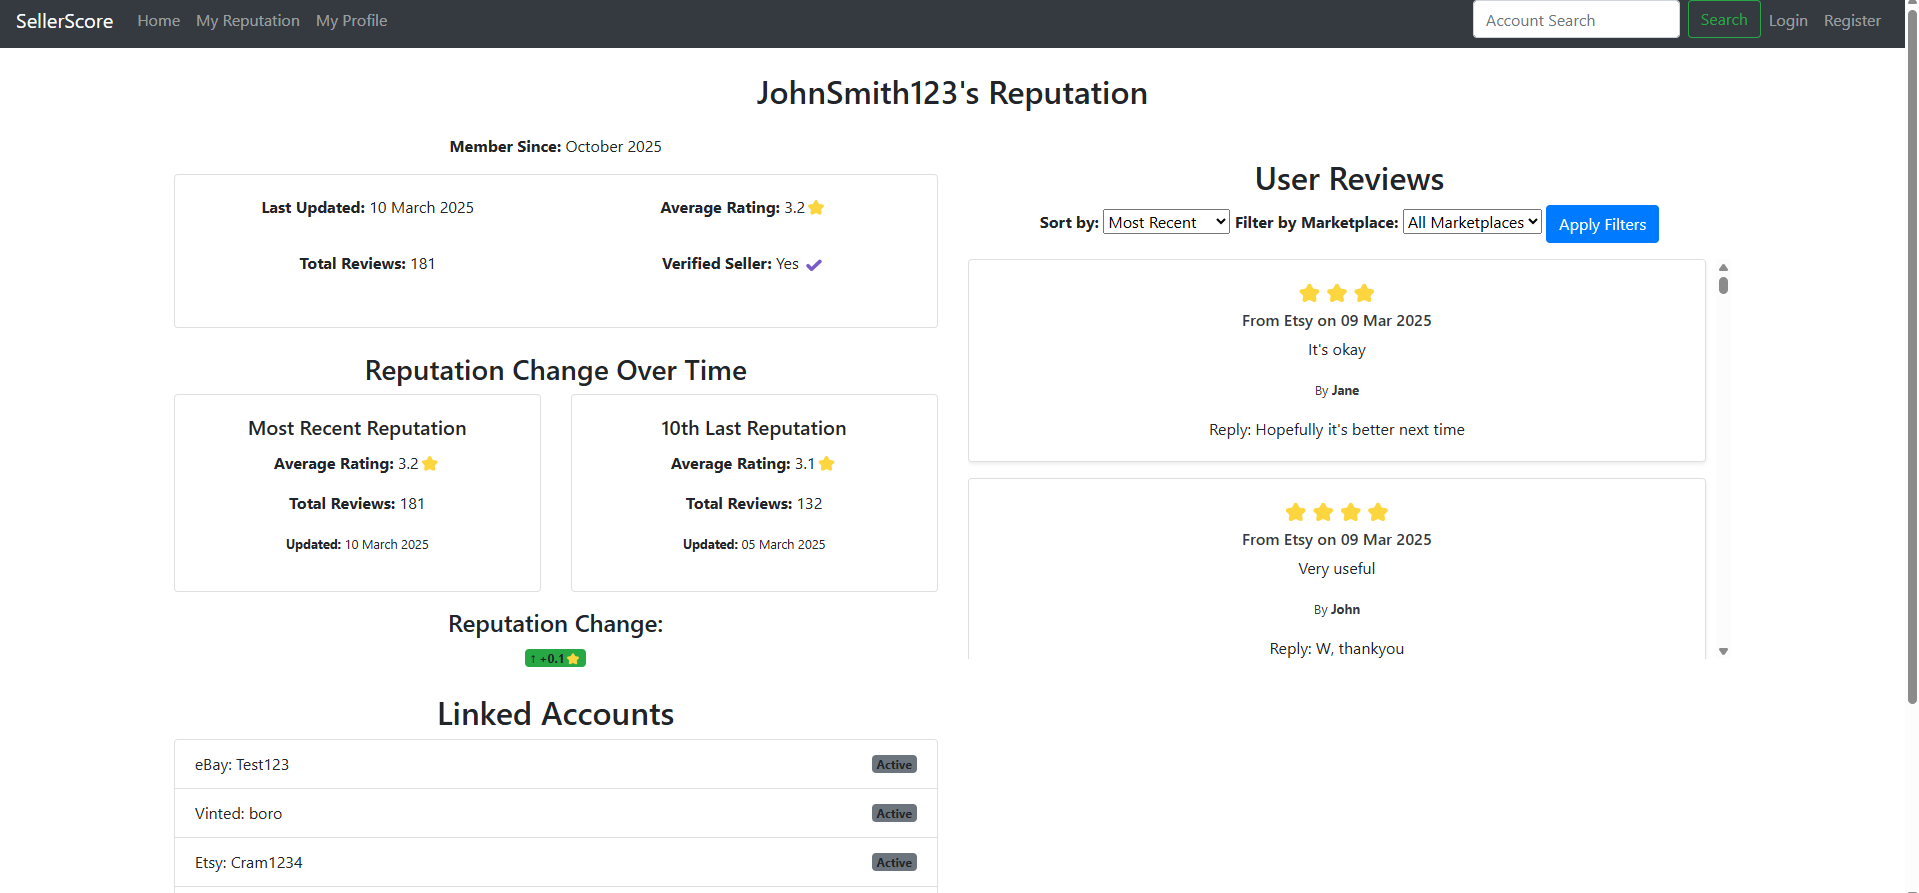 SellerScore Home My Reputation My Profile Account Search Search Login Register
JohnSmith123's Reputation
Member Since: October 2025
Last Updated: 10 March 2025 Average Rating: 3.2
Total Reviews: 181 Verified Seller: Yes
Reputation Change Over Time
Most Recent Reputation
Average Rating: 3.2
Total Reviews: 181
Updated: 10 March 2025
10th Last Reputation
Average Rating: 3.1
Total Reviews: 132
Updated: 05 March 2025
Reputation Change:
↑ +0.1
Linked Accounts
eBay: Test123 Active
Vinted: boro Active
Etsy: Cram1234 Active
User Reviews
Sort by: Most Recent Filter by Marketplace: All Marketplaces Apply Filters
From Etsy on 09 Mar 2025
It's okay
By Jane
Reply: Hopefully it's better next time
From Etsy on 09 Mar 2025
Very useful
By John
Reply: W, thankyou